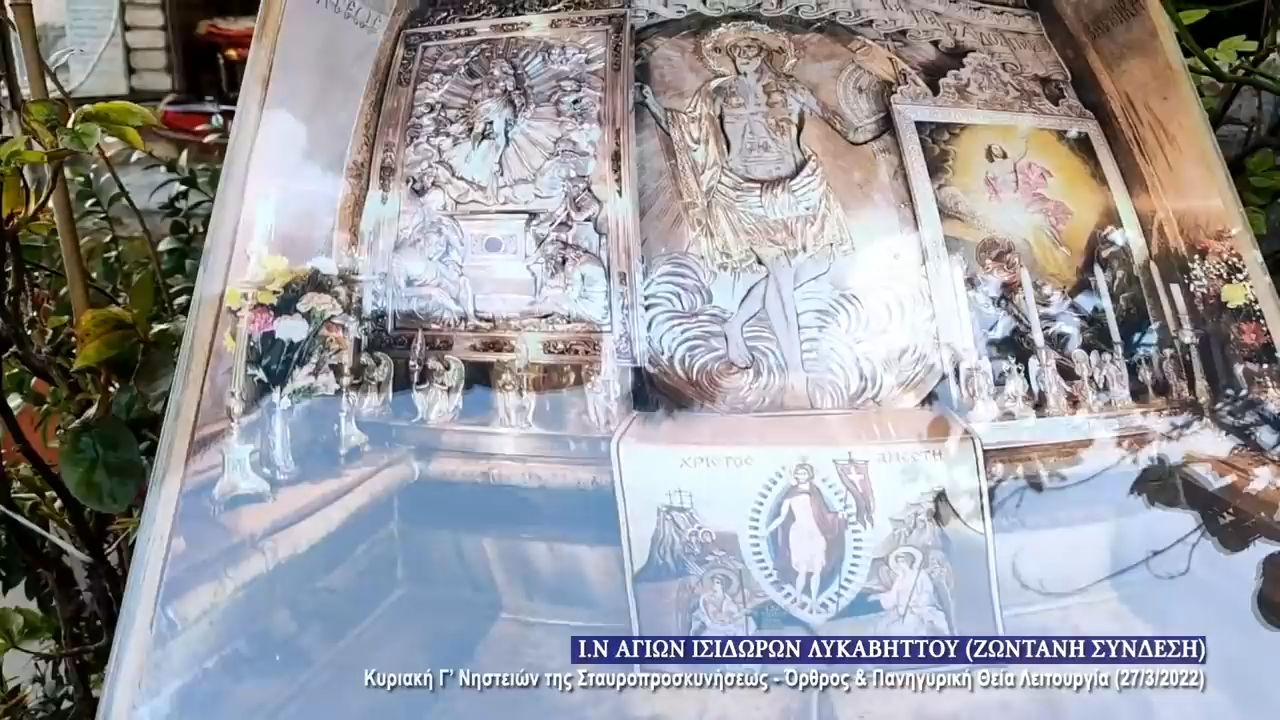 ΧΡΙΣΤΟΣ ΑΝΕΣΤΗ
Ι.Ν ΑΓΙΩΝ ΙΣΙΔΩΡΩΝ ΛΥΚΑΒΗΤΤΟΥ (ΖΩΝΤΑΝΗ ΣΥΝΔΕΣΗ)
Κυριακή Γ' Νηστειών της Σταυροπροσκυνήσεως - Όρθρος & Πανηγυρική Θεία Λειτουργία (27/3/2022)